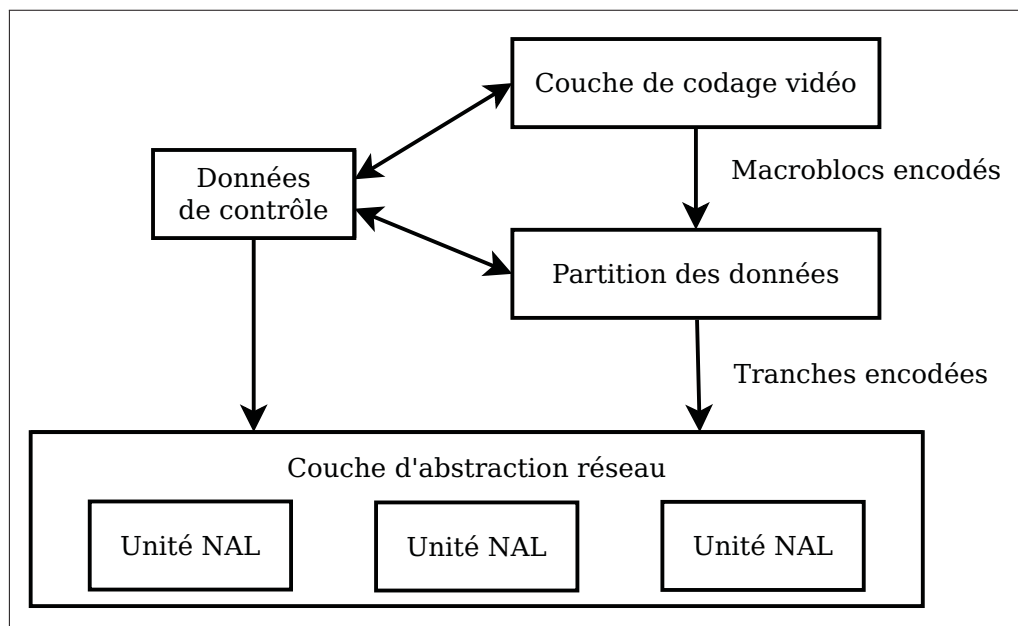 Couche de codage vidéo
Données
de contrôle
Macroblocs encodés
Partition des données
Tranches encodées
Couche d'abstraction réseau
Unité NAL
Unité NAL
Unité NAL